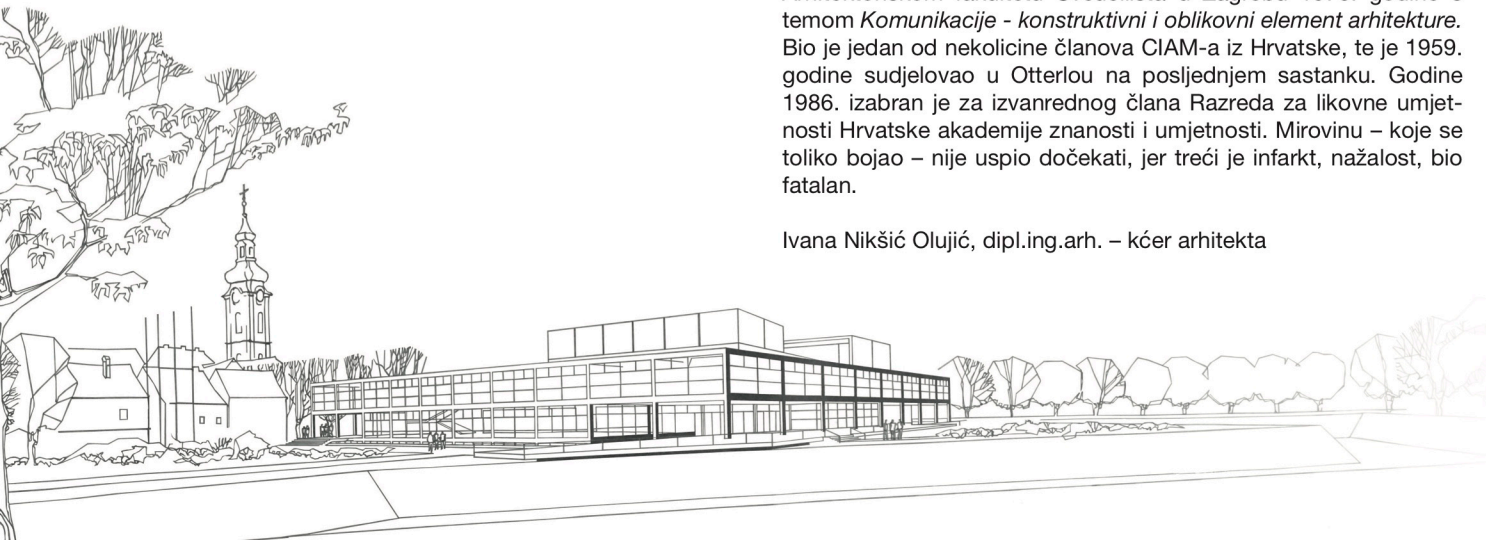 temom Komunikacije - konstruktivni i oblikovni element arhitekture.
Bio je jedan od nekolicine članova CIAM-a iz Hrvatske, te je 1959.
godine sudjelovao u Otterlou na posljednjem sastanku. Godine
1986. izabran je za izvanrednog člana Razreda za likovne umjet-
nosti Hrvatske akademije znanosti i umjetnosti. Mirovinu – koje se
toliko bojao – nije uspio dočekati, jer treći je infarkt, nažalost, bio
fatalan.
Ivana Nikšić Olujić, dipl.ing.arh. – kćer arhitekta